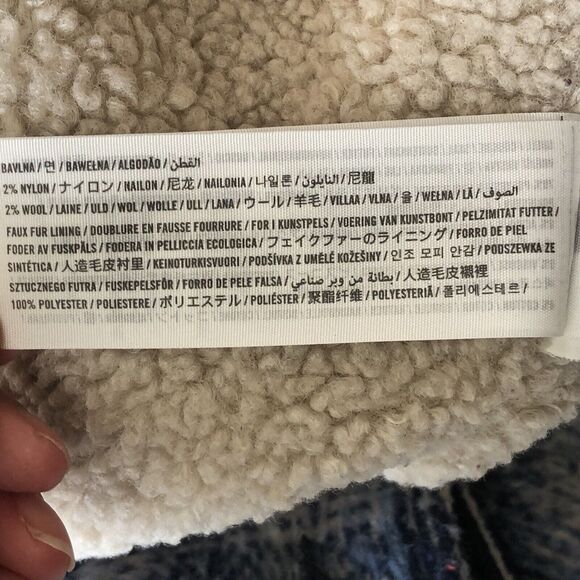 BAVLNA / 면 / BAWEŁNA / ALGODÃO / القطن
2% NYLON / ナイロン / NAILON / 尼龙 / NAILONIA / 나일론 / النايلون / 尼龍
2% WOOL / LAINE / ULD / WOL / WOLLE / ULL / LANA / ウール / 羊毛 / VILLAA / VLNA / 울 / WEŁNA / LÃ / الصوف
FAUX FUR LINING / DOUBLURE EN FAUSSE FOURRURE / FOR I KUNSTPELS / VOERING VAN KUNSTBONT / PELZIMITAT FUTTER /
FODER AV FUSKPÄLS / FODERA IN PELLICCIA ECOLOGICA / フェイクファーのライニング / FORRO DE PIEL
SINTÉTICA / 人造毛皮衬里 / KEINOTURKISVUORI / PODŠÍVKA Z UMĚLÉ KOŽEŠINY / 인조 모피 안감 / PODSZEWKA ZE
SZTUCZNEGO FUTRA / FUSKEPELSFÔR / FORRO DE PELE FALSA / بطانة من وبر صناعي / 人造毛皮襯裡
100% POLYESTER / POLIESTERE / ポリエステル / POLIÉSTER / 聚酯纤维 / POLYESTERIÄ / 폴리에스테르 /